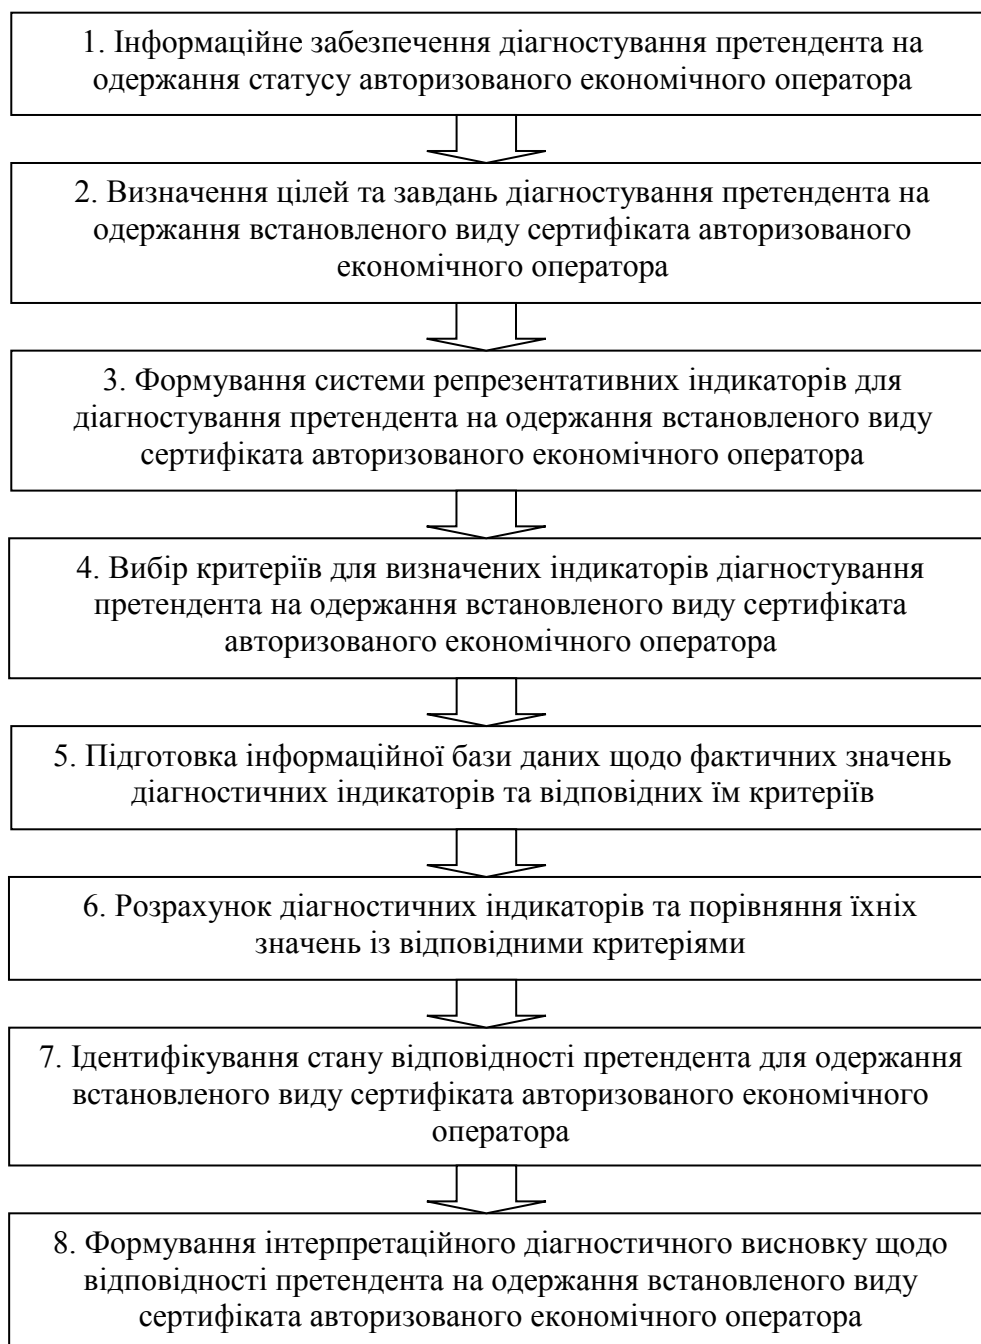 1. Інформаційне забезпечення діагностування претендента на
одержання статусу авторизованого економічного оператора
2. Визначення цілей та завдань діагностування претендента на
одержання встановленого виду сертифіката авторизованого
економічного оператора
3. Формування системи репрезентативних індикаторів для
діагностування претендента на одержання встановленого виду
сертифіката авторизованого економічного оператора
4. Вибір критеріїв для визначених індикаторів діагностування
претендента на одержання встановленого виду сертифіката
авторизованого економічного оператора
5. Підготовка інформаційної бази даних щодо фактичних значень
діагностичних індикаторів та відповідних їм критеріїв
6. Розрахунок діагностичних індикаторів та порівняння їхніх
значень із відповідними критеріями
7. Ідентифікування стану відповідності претендента для одержання
встановленого виду сертифіката авторизованого економічного
оператора
8. Формування інтерпретаційного діагностичного висновку щодо
відповідності претендента на одержання встановленого виду
сертифіката авторизованого економічного оператора